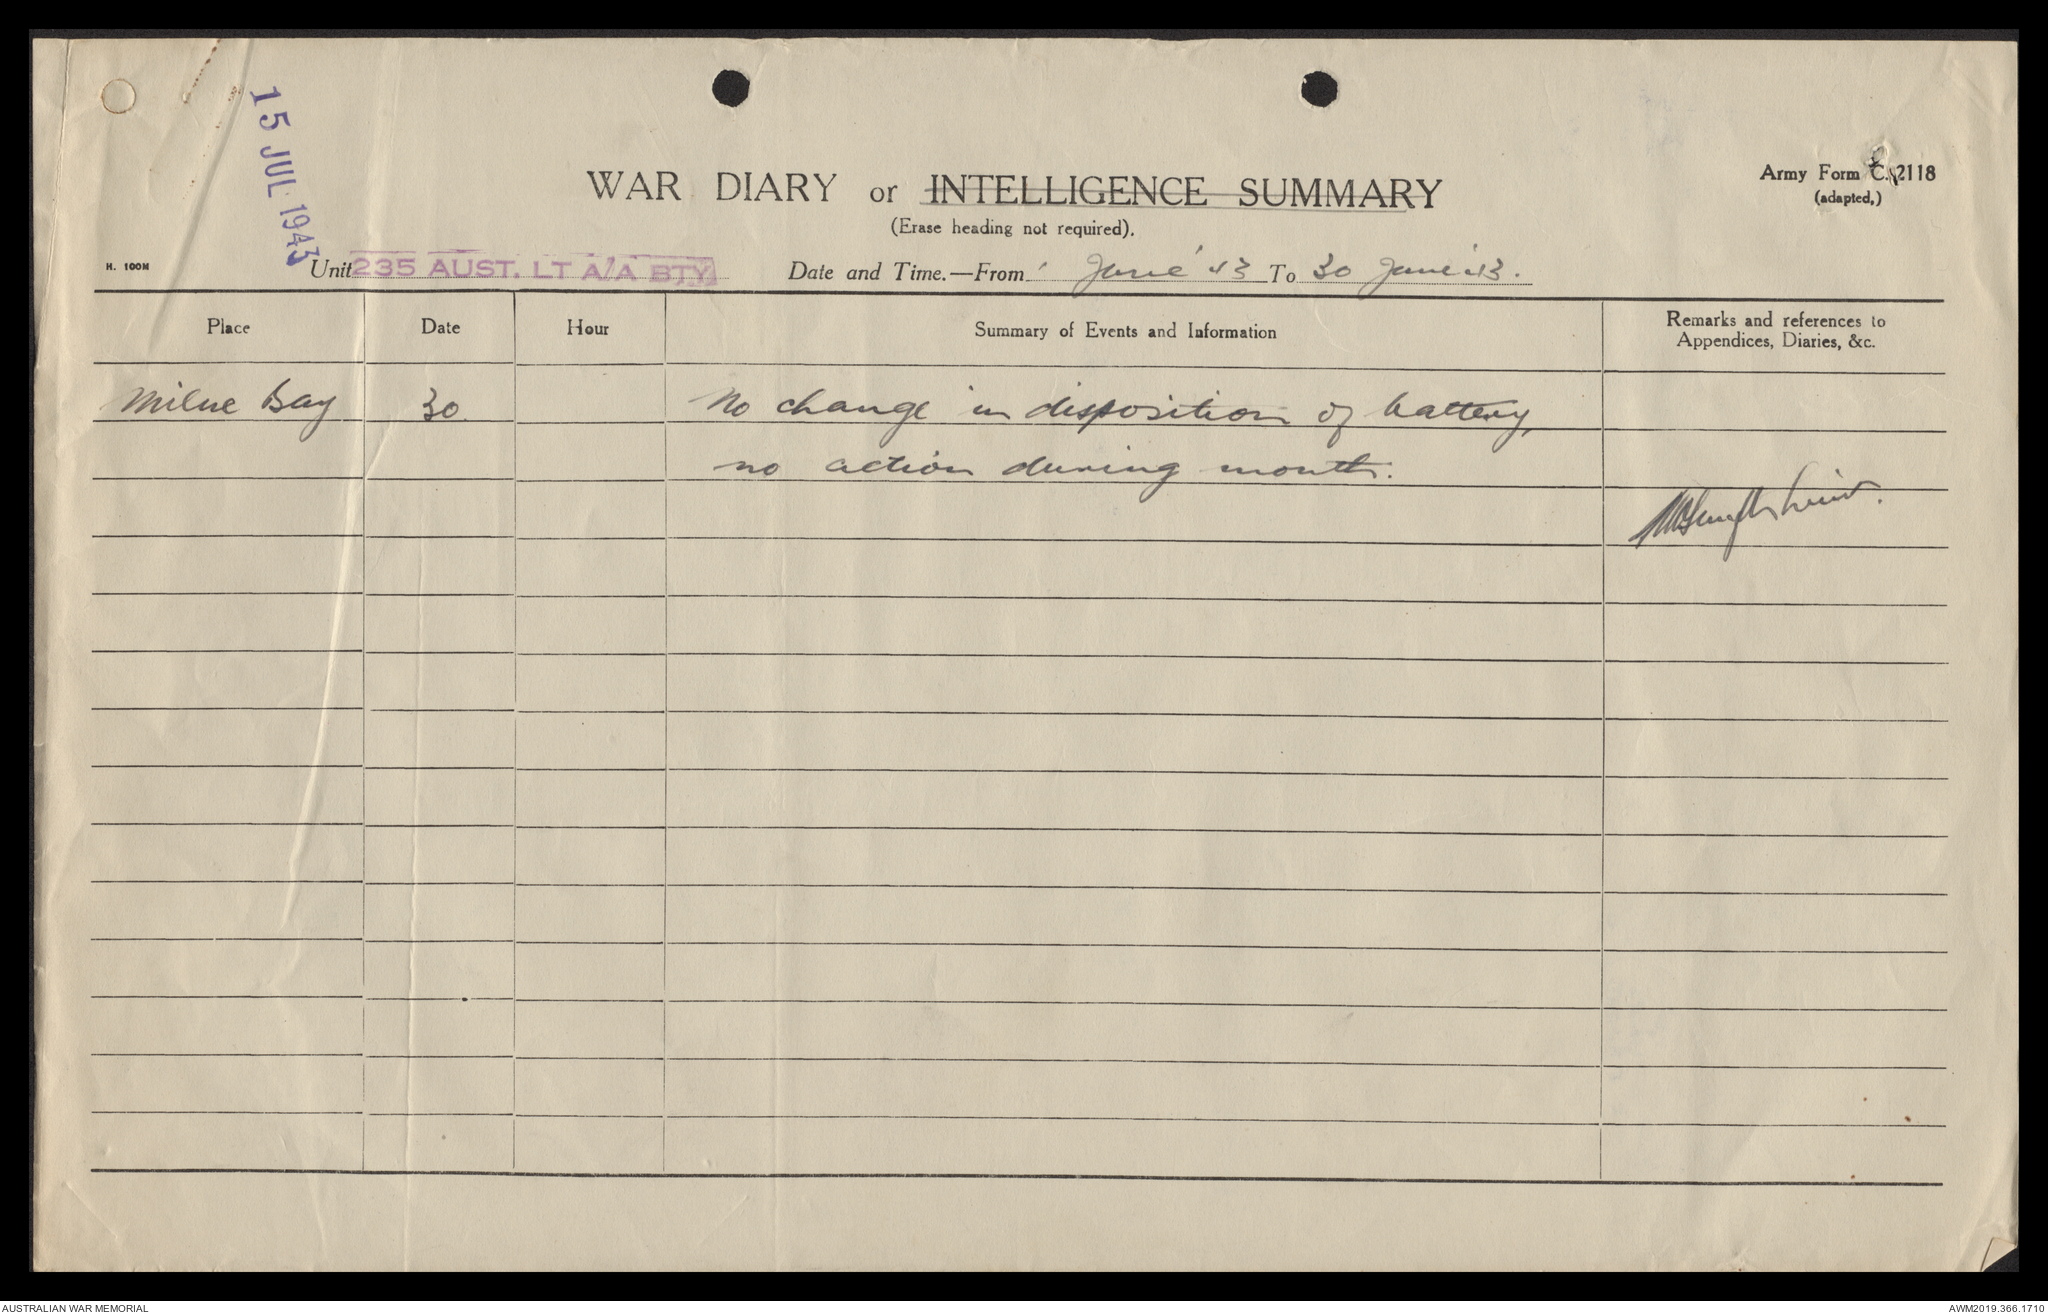 15 JUL 1943
WAR DIARY or INTELLIGENCE SUMMARY
(Erase heading not required).
Army Form C. 2118
(adapted,)
H. 100M
Unit 235 AUST. LT A/A BTY. Date and Time.—From 1 June '43 To 30 June '43.
Place Date Hour Summary of Events and Information Remarks and references to
Appendices, Diaries, &c.
Milne Bay 30 No change in disposition of battery,
no action during month.
Lieut.
AUSTRALIAN WAR MEMORIAL AWM2019.366.1710